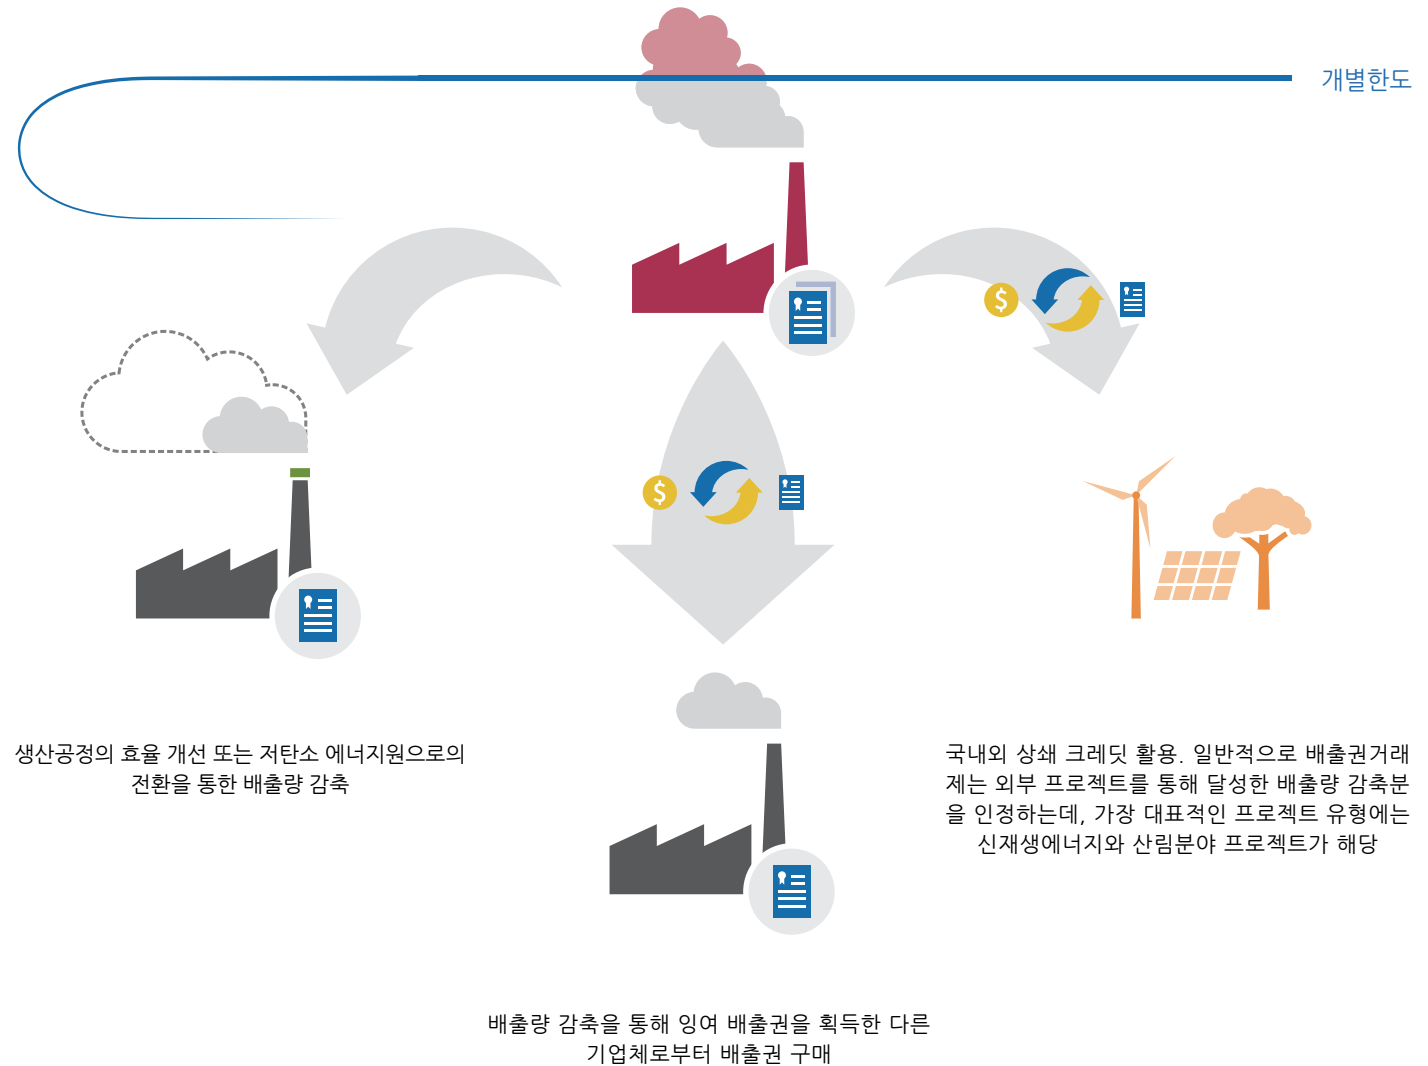 개별한도
$
$
생산공정의 효율 개선 또는 저탄소 에너지원으로의
전환을 통한 배출량 감축
국내외 상쇄 크레딧 활용. 일반적으로 배출권거래
제는 외부 프로젝트를 통해 달성한 배출량 감축분
을 인정하는데, 가장 대표적인 프로젝트 유형에는
신재생에너지와 산림분야 프로젝트가 해당
배출량 감축을 통해 잉여 배출권을 획득한 다른
기업체로부터 배출권 구매